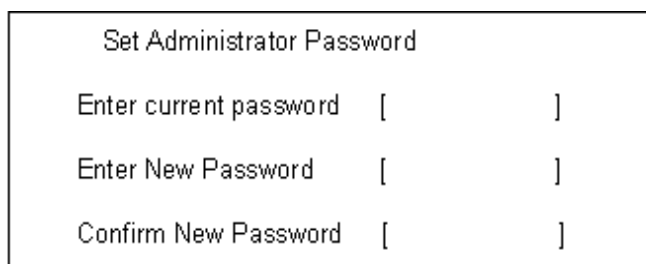 Set Administrator Password
Enter current password [ ]
Enter New Password [ ]
Confirm New Password [ ]